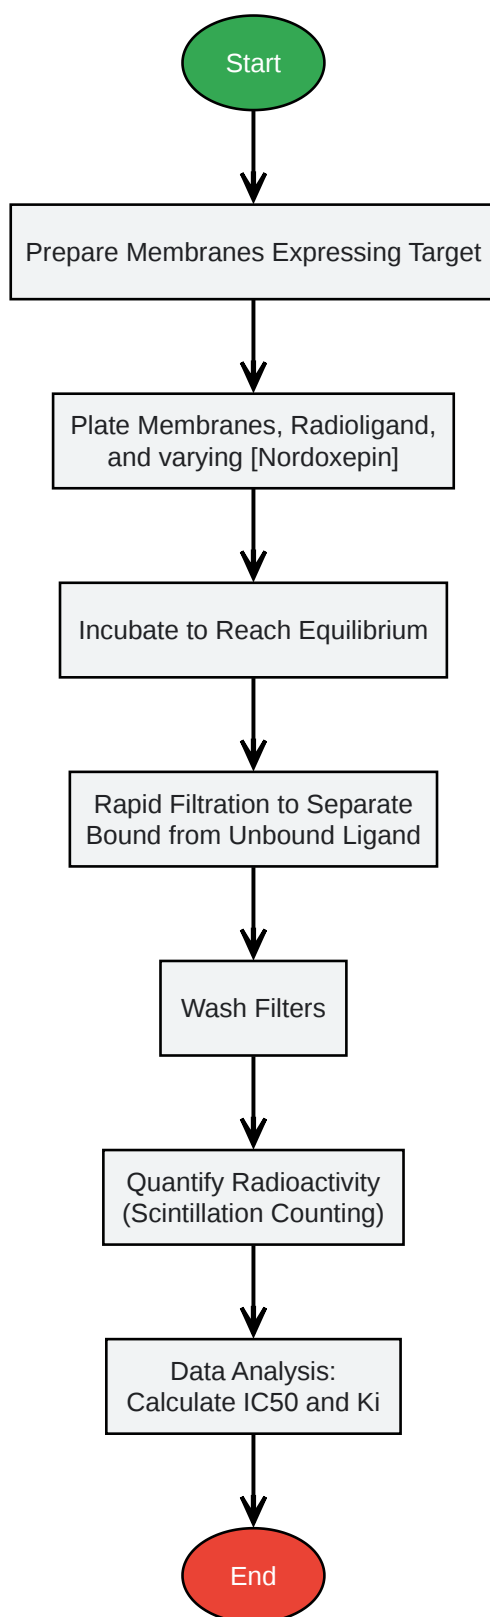 Start
Prepare Membranes Expressing Target
Plate Membranes, Radioligand,
and varying [Nordoxepin]
Incubate to Reach Equilibrium
Rapid Filtration to Separate
Bound from Unbound Ligand
Wash Filters
Quantify Radioactivity
(Scintillation Counting)
Data Analysis:
Calculate IC50 and Ki
End